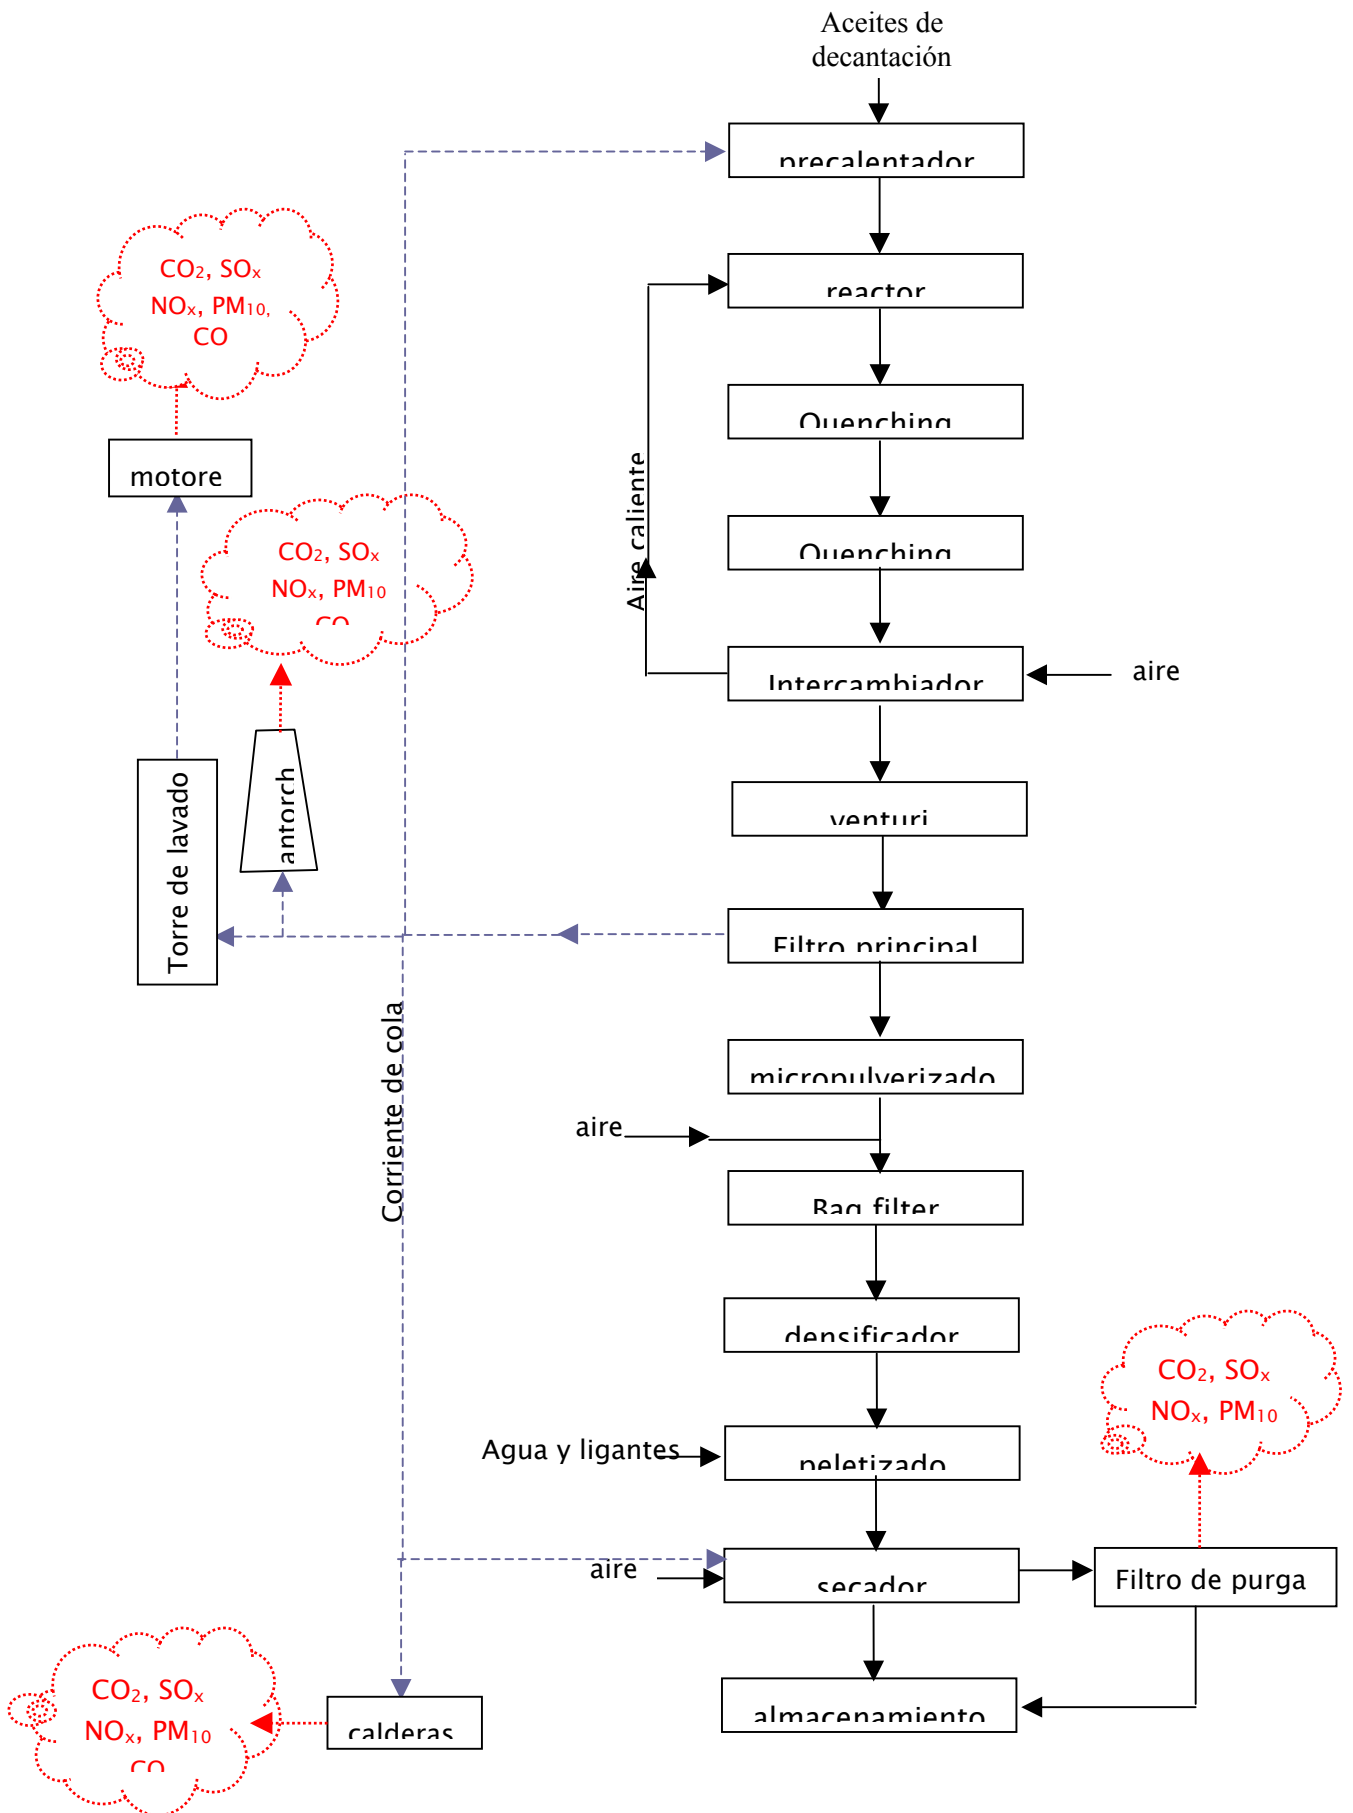 Aceites de
decantación
precalentador
reactor
Quenching
Quenching
Intercambiador
aire
Aire caliente
venturi
Filtro principal
micropulverizado
aire
Bag filter
densificador
Agua y ligantes
peletizado
aire
secador
Filtro de purga
almacenamiento
CO₂, SOₓ
NOₓ, PM₁₀
CO₂, SOₓ
NOₓ, PM₁₀,
CO
motore
CO₂, SOₓ
NOₓ, PM₁₀
CO
antorch
Torre de lavado
Corriente de cola
calderas
CO₂, SOₓ
NOₓ, PM₁₀
CO